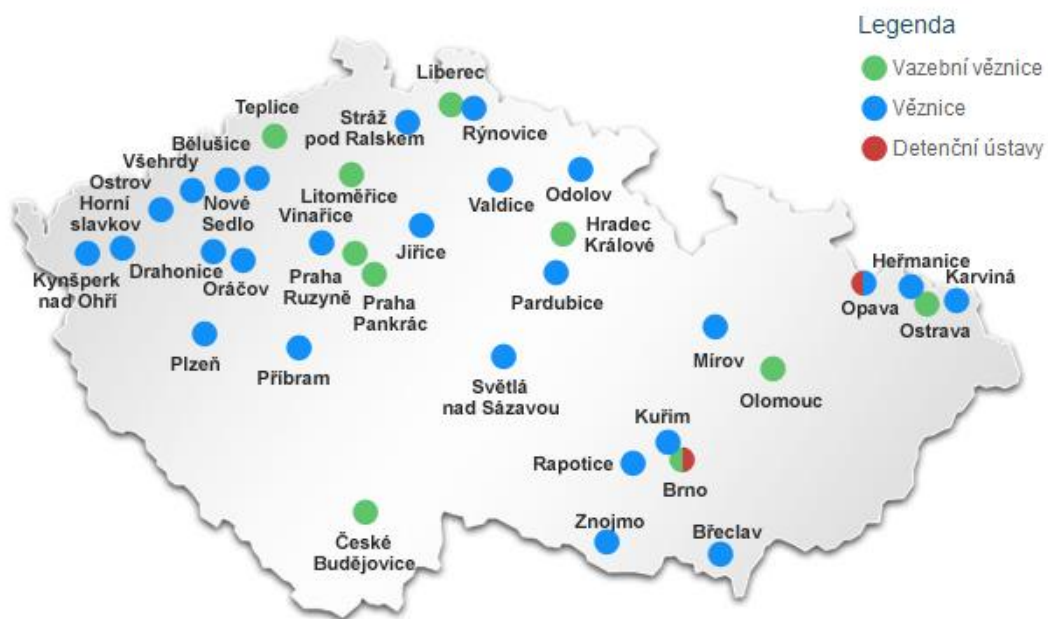 Legenda
Vazební věznice
Věznice
Detenční ústavy
Liberec
Teplice
Stráž
pod Ralskem
Rýnovice
Bělušice
Všehrdy
Ostrov
Horní
slavkov
Nové
Sedlo
Litoměřice
Vinařice
Valdice
Odolov
Hradec
Králové
Jiřice
Kynšperk
nad Ohří
Drahonice
Oráčov
Praha
Ruzyně
Praha
Pankrác
Pardubice
Heřmanice
Karviná
Opava
Ostrava
Plzeň
Příbram
Mírov
Světlá
nad Sázavou
Olomouc
Kuřim
Rapotice
Brno
Znojmo
Břeclav
České
Budějovice